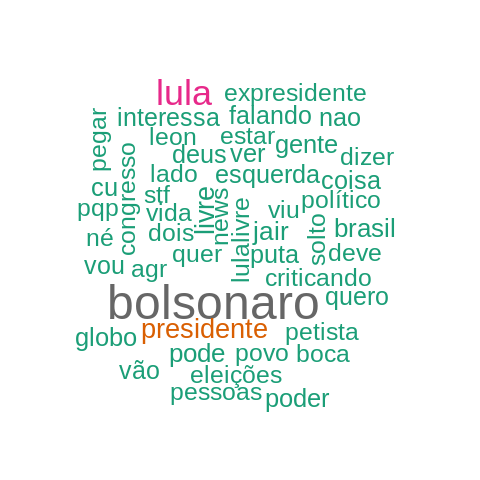 lula
expresidente
interessa
falando
nao
pegar
leon
estar
gente
deus
ver
dizer
congresso
lado
esquerda
coisa
cu
stf
livre
news
político
pqp
vida
viu
né
dois
lulalivre
jair
solto
brasil
quer
puta
deve
vou
agr
criticando
bolsonaro
quero
globo
presidente
petista
pode
povo
boca
vão
eleições
pessoas
poder